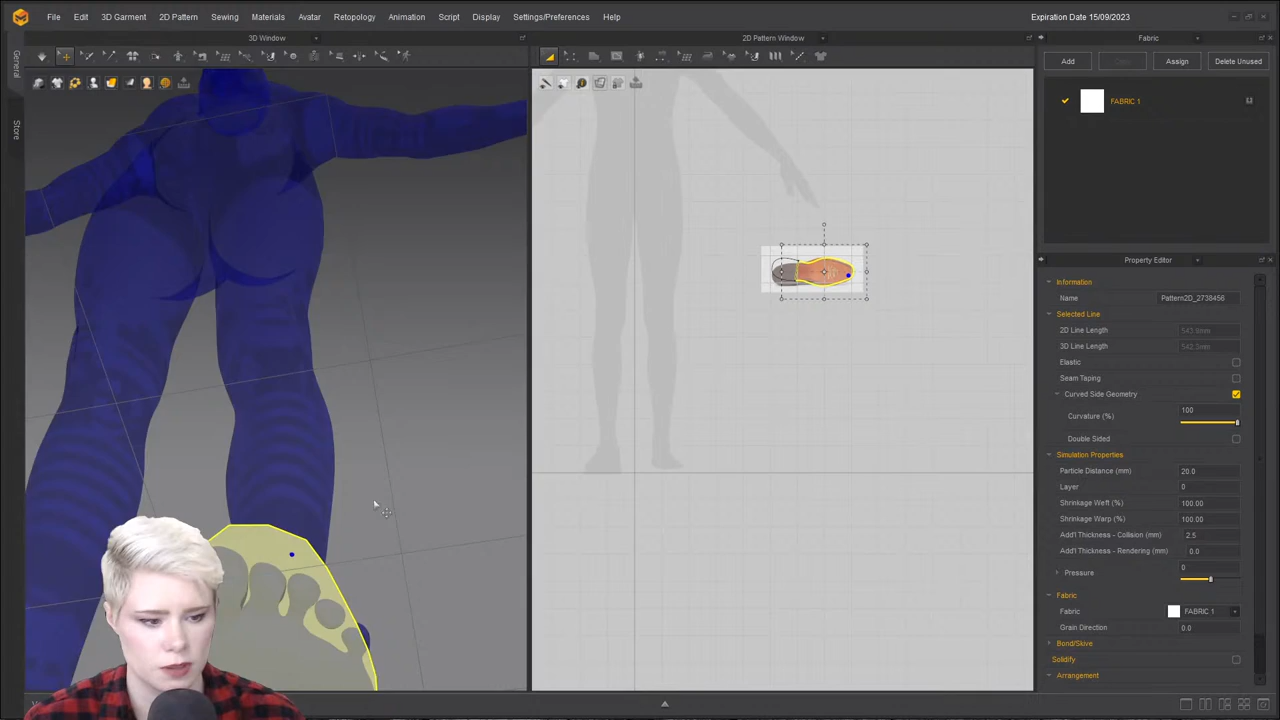 File Edit 3D Garment 2D Pattern Sewing Materials Avatar Retopology Animation Script Display Settings/Preferences Help Expiration Date 15/09/2023
General
Store
3D Window
2D Pattern Window
Fabric
Add
Assign
Delete Unused
FABRIC 1
Property Editor
Information
Name Pattern2D_2738456
Selected Line
2D Line Length 543.9mm
3D Line Length 542.3mm
Elastic
Seam Taping
Curved Side Geometry
Curvature (%) 100
Double Sided
Simulation Properties
Particle Distance (mm) 20.0
Layer 0
Shrinkage Weft (%) 100.00
Shrinkage Warp (%) 100.00
Add'l Thickness - Collision (mm) 2.5
Add'l Thickness - Rendering (mm) 0.0
Pressure 0
Fabric
Fabric FABRIC 1
Grain Direction 0.0
Bond/Skive
Solidify
Arrangement